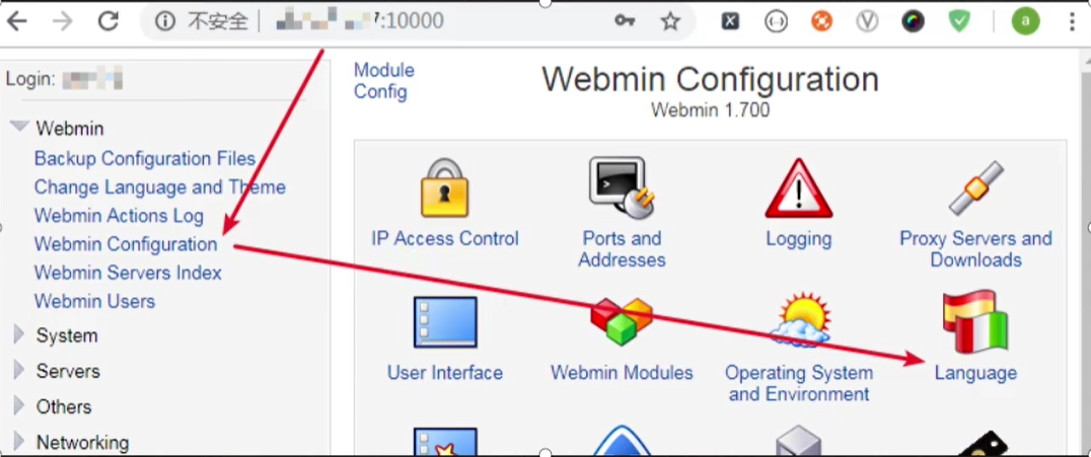 不安全
:10000
a
Login:
Module
Config
Webmin Configuration
Webmin 1.700
Webmin
Backup Configuration Files
Change Language and Theme
Webmin Actions Log
Webmin Configuration
Webmin Servers Index
Webmin Users
System
Servers
Others
Networking
IP Access Control
Ports and
Addresses
Logging
Proxy Servers and
Downloads
User Interface
Webmin Modules
Operating System
and Environment
Language